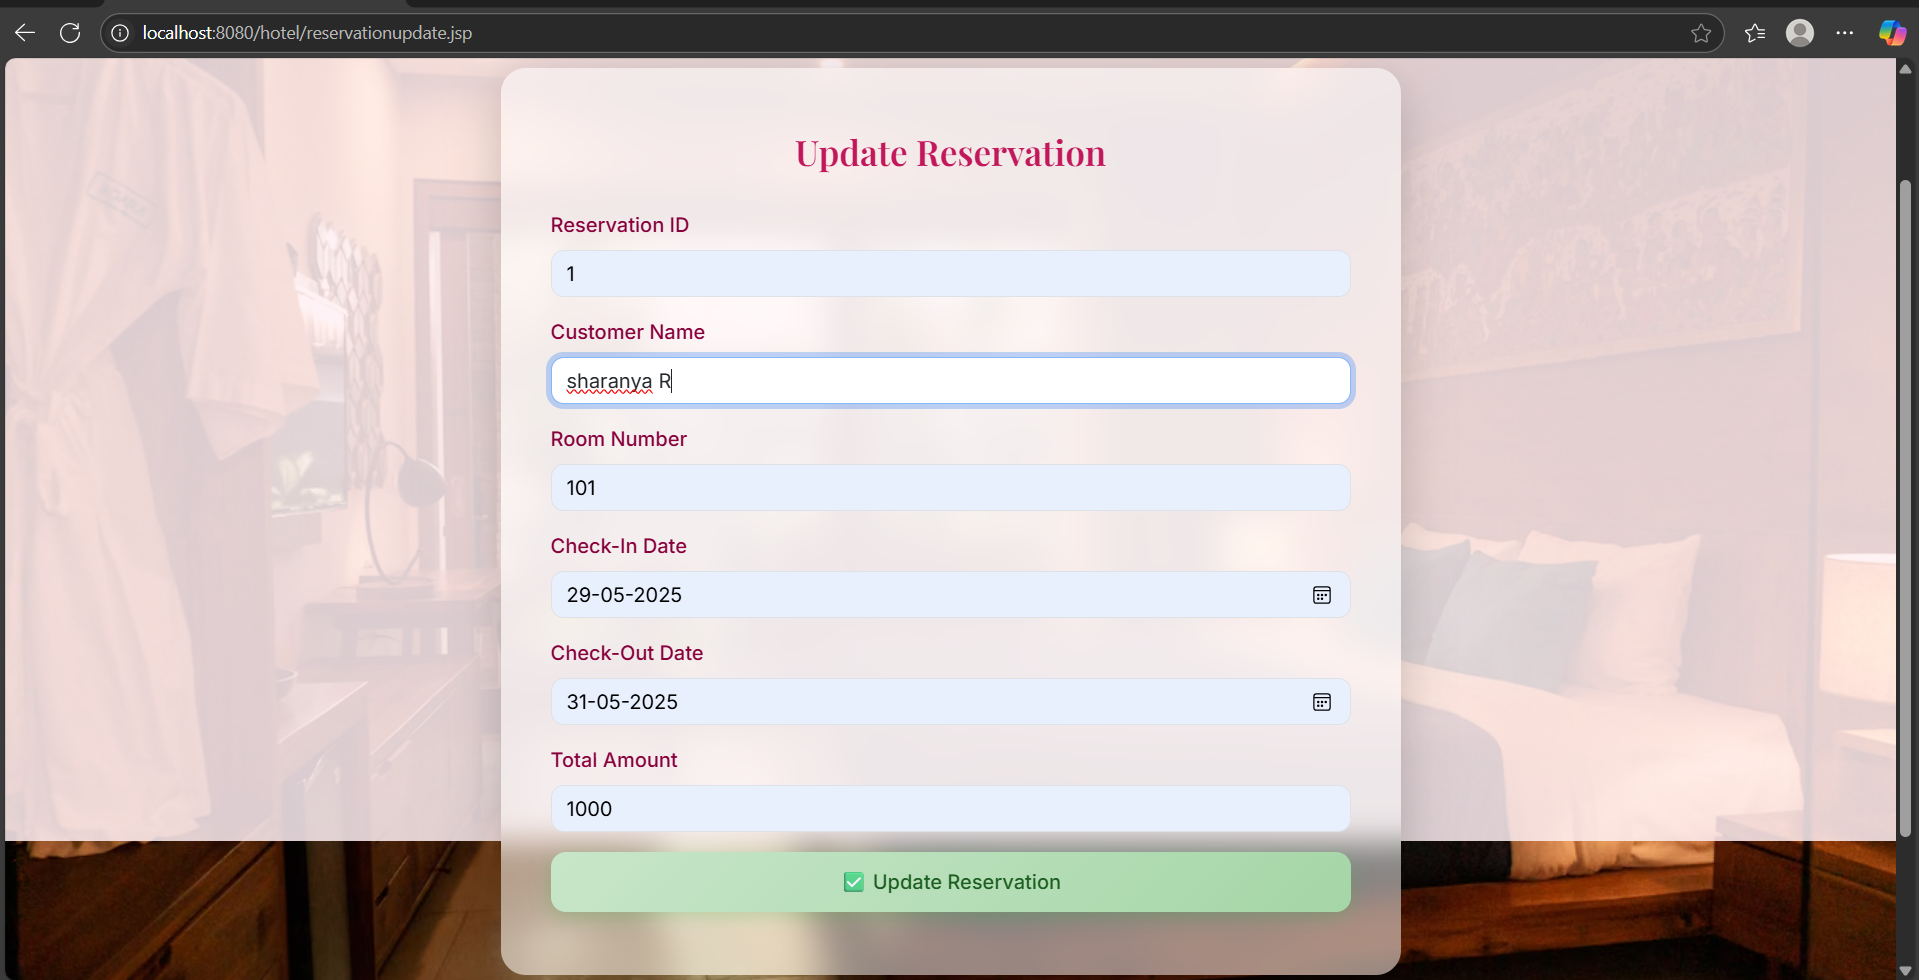 localhost:8080/hotel/reservationupdate.jsp
Update Reservation
Reservation ID
1
Customer Name
sharanya R
Room Number
101
Check-In Date
29-05-2025
Check-Out Date
31-05-2025
Total Amount
1000
✅ Update Reservation